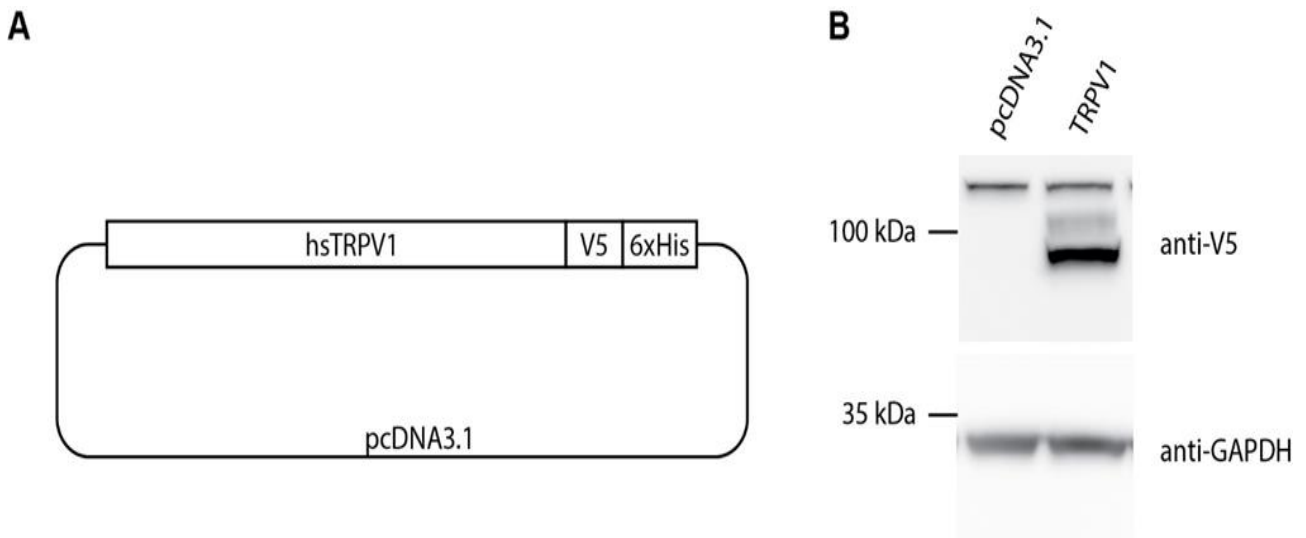 A
hsTRPV1 V5 6xHis
pcDNA3.1
B
pcDNA3.1 TRPV1
100 kDa anti-V5
35 kDa anti-GAPDH